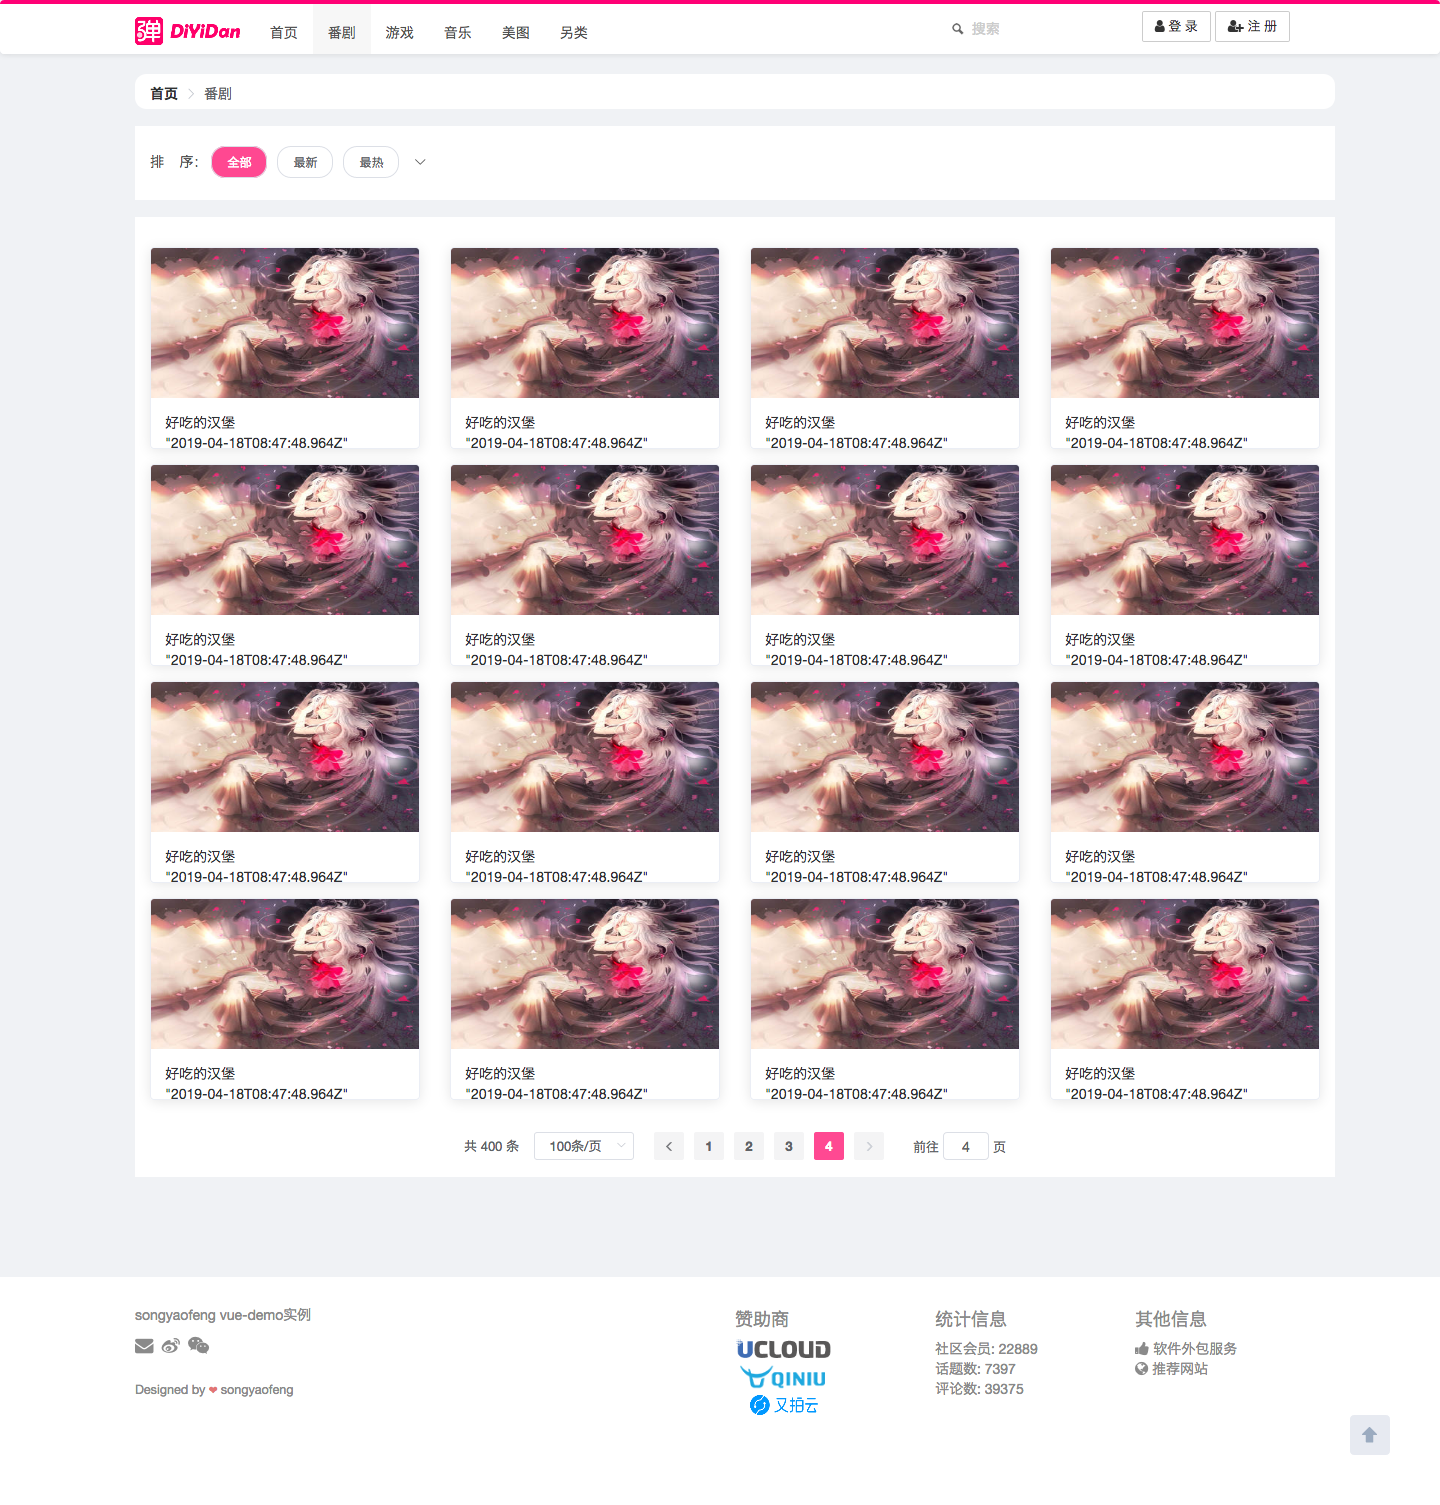 弹 DiYiDan 首页 番剧 游戏 音乐 美图 另类 搜索 登 录 注 册
首页 > 番剧
排 序: 全部 最新 最热
好吃的汉堡 好吃的汉堡 好吃的汉堡 好吃的汉堡
"2019-04-18T08:47:48.964Z" "2019-04-18T08:47:48.964Z" "2019-04-18T08:47:48.964Z" "2019-04-18T08:47:48.964Z"
好吃的汉堡 好吃的汉堡 好吃的汉堡 好吃的汉堡
"2019-04-18T08:47:48.964Z" "2019-04-18T08:47:48.964Z" "2019-04-18T08:47:48.964Z" "2019-04-18T08:47:48.964Z"
好吃的汉堡 好吃的汉堡 好吃的汉堡 好吃的汉堡
"2019-04-18T08:47:48.964Z" "2019-04-18T08:47:48.964Z" "2019-04-18T08:47:48.964Z" "2019-04-18T08:47:48.964Z"
好吃的汉堡 好吃的汉堡 好吃的汉堡 好吃的汉堡
"2019-04-18T08:47:48.964Z" "2019-04-18T08:47:48.964Z" "2019-04-18T08:47:48.964Z" "2019-04-18T08:47:48.964Z"
共 400 条 100条/页 < 1 2 3 4 > 前往 4 页
songyaofeng vue-demo实例
Designed by ❤ songyaofeng
赞助商
UCLOUD
QINIU
又拍云
统计信息
社区会员: 22889
话题数: 7397
评论数: 39375
其他信息
软件外包服务
推荐网站